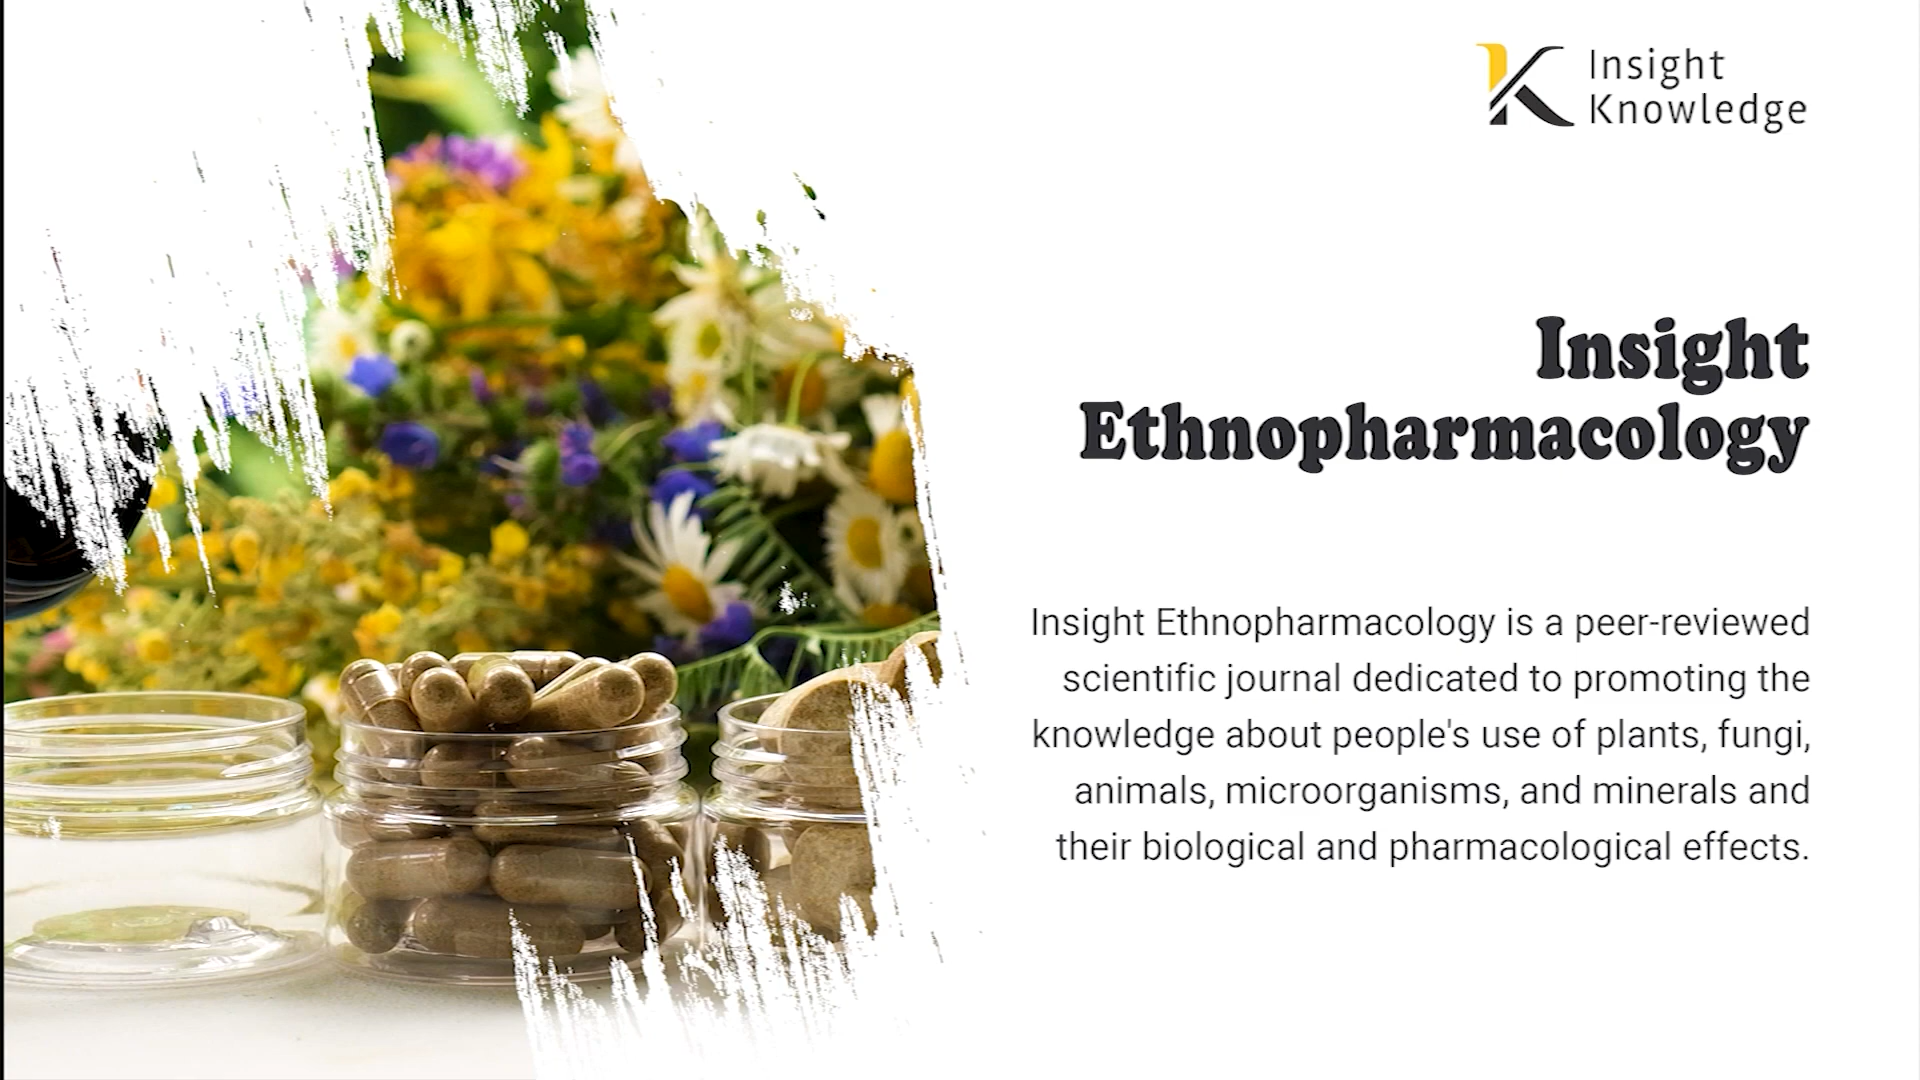 Insight
Knowledge
Insight
Ethnopharmacology
Insight Ethnopharmacology is a peer-reviewed
scientific journal dedicated to promoting the
knowledge about people's use of plants, fungi,
animals, microorganisms, and minerals and
their biological and pharmacological effects.